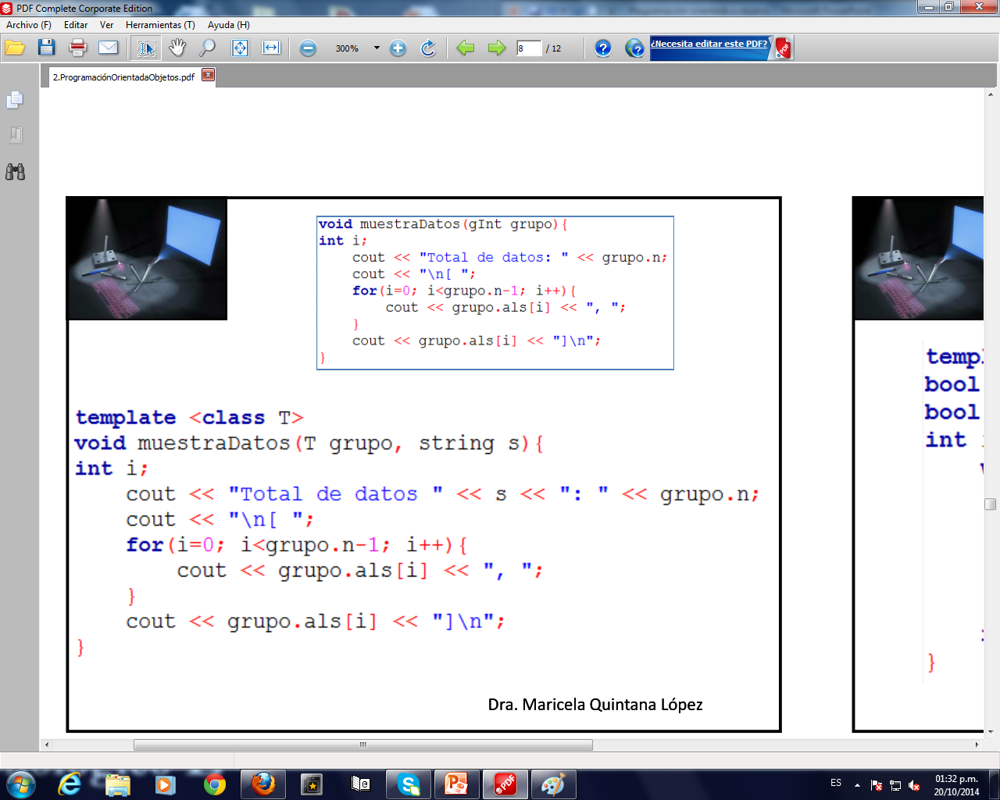 PDF Complete Corporate Edition
Archivo (F) Editar Ver Herramientas (T) Ayuda (H)
300% 8 / 12 ¿Necesita editar este PDF? PDF
2.ProgramaciónOrientadaObjetos.pdf
void muestraDatos(gInt grupo){
int i;
cout << "Total de datos: " << grupo.n;
cout << "\n[ ";
for(i=0; i<grupo.n-1; i++){
cout << grupo.als[i] << ", ";
}
cout << grupo.als[i] << "]\n";
}
template <class T>
void muestraDatos(T grupo, string s){
int i;
cout << "Total de datos " << s << ": " << grupo.n;
cout << "\n[ ";
for(i=0; i<grupo.n-1; i++){
cout << grupo.als[i] << ", ";
}
cout << grupo.als[i] << "]\n";
}
Dra. Maricela Quintana López
bool
bool
int
}
ES 01:32 p.m.
20/10/2014